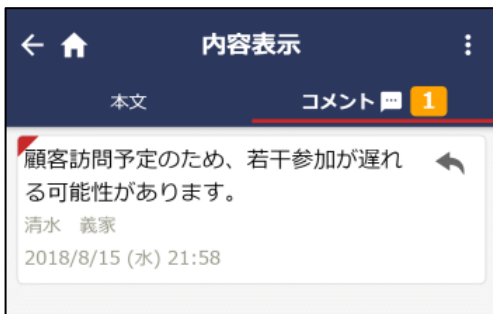 内容表示
本文
コメント 1
顧客訪問予定のため、若干参加が遅れ
る可能性があります。
清水　義家
2018/8/15 (水) 21:58